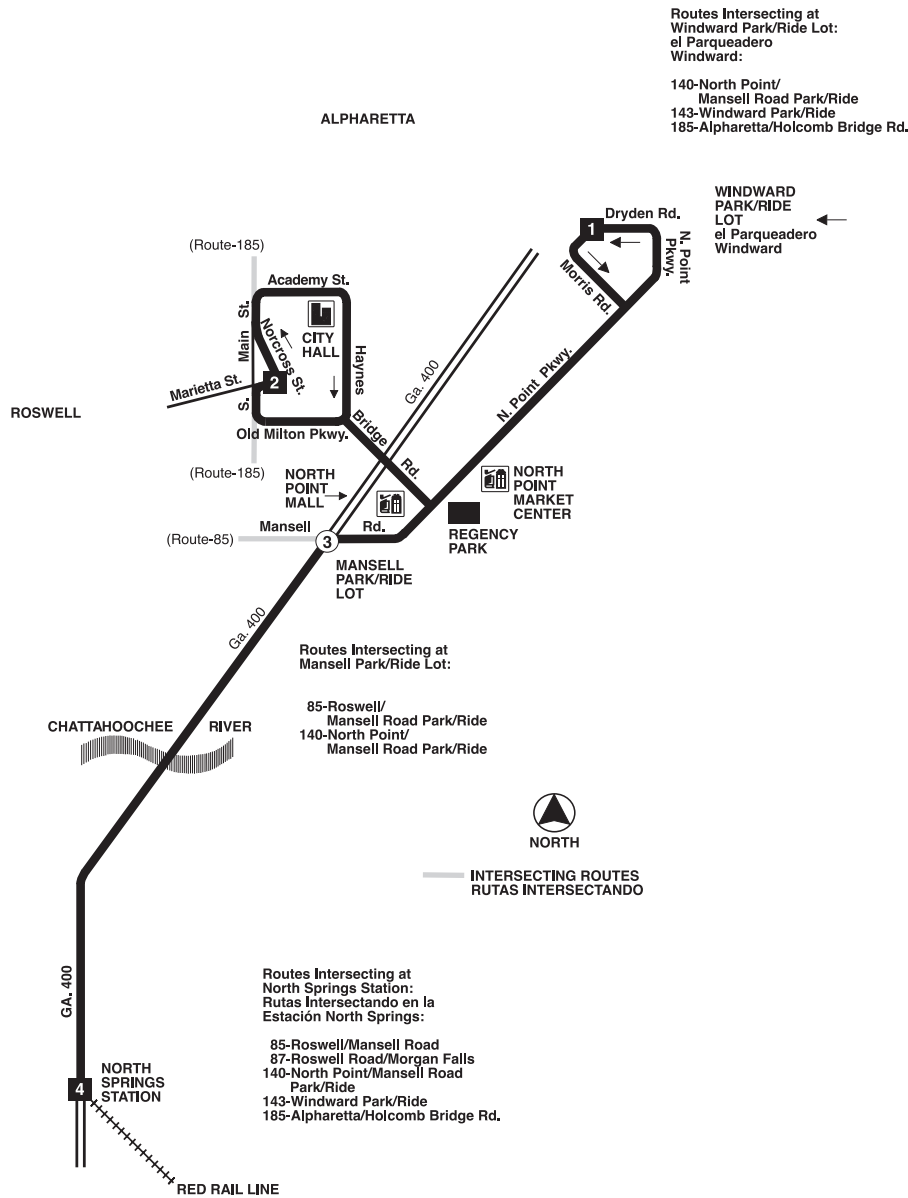 Routes Intersecting at
Windward Park/Ride Lot:
el Parqueadero
Windward:
140-North Point/
Mansell Road Park/Ride
143-Windward Park/Ride
185-Alpharetta/Holcomb Bridge Rd.
ALPHARETTA
WINDWARD
PARK/RIDE
LOT
el Parqueadero
Windward
1
Dryden Rd.
N. Point
Pkwy.
Morris Rd.
(Route-185)
Academy St.
CITY
HALL
Main St.
Norcross St.
Haynes
Ga. 400
Marietta St.
2
S.
N. Point Pkwy.
ROSWELL
Old Milton Pkwy.
Bridge
Rd.
(Route-185)
NORTH
POINT
MALL
NORTH
POINT
MARKET
CENTER
REGENCY
PARK
Mansell
Rd.
(Route-85)
3
MANSELL
PARK/RIDE
LOT
Ga. 400
Routes Intersecting at
Mansell Park/Ride Lot:
85-Roswell/
Mansell Road Park/Ride
140-North Point/
Mansell Road Park/Ride
CHATTAHOOCHEE RIVER
NORTH
INTERSECTING ROUTES
RUTAS INTERSECTANDO
GA. 400
Routes Intersecting at
North Springs Station:
Rutas Intersectando en la
Estación North Springs:
85-Roswell/Mansell Road
87-Roswell Road/Morgan Falls
140-North Point/Mansell Road
Park/Ride
143-Windward Park/Ride
185-Alpharetta/Holcomb Bridge Rd.
4
NORTH
SPRINGS
STATION
RED RAIL LINE